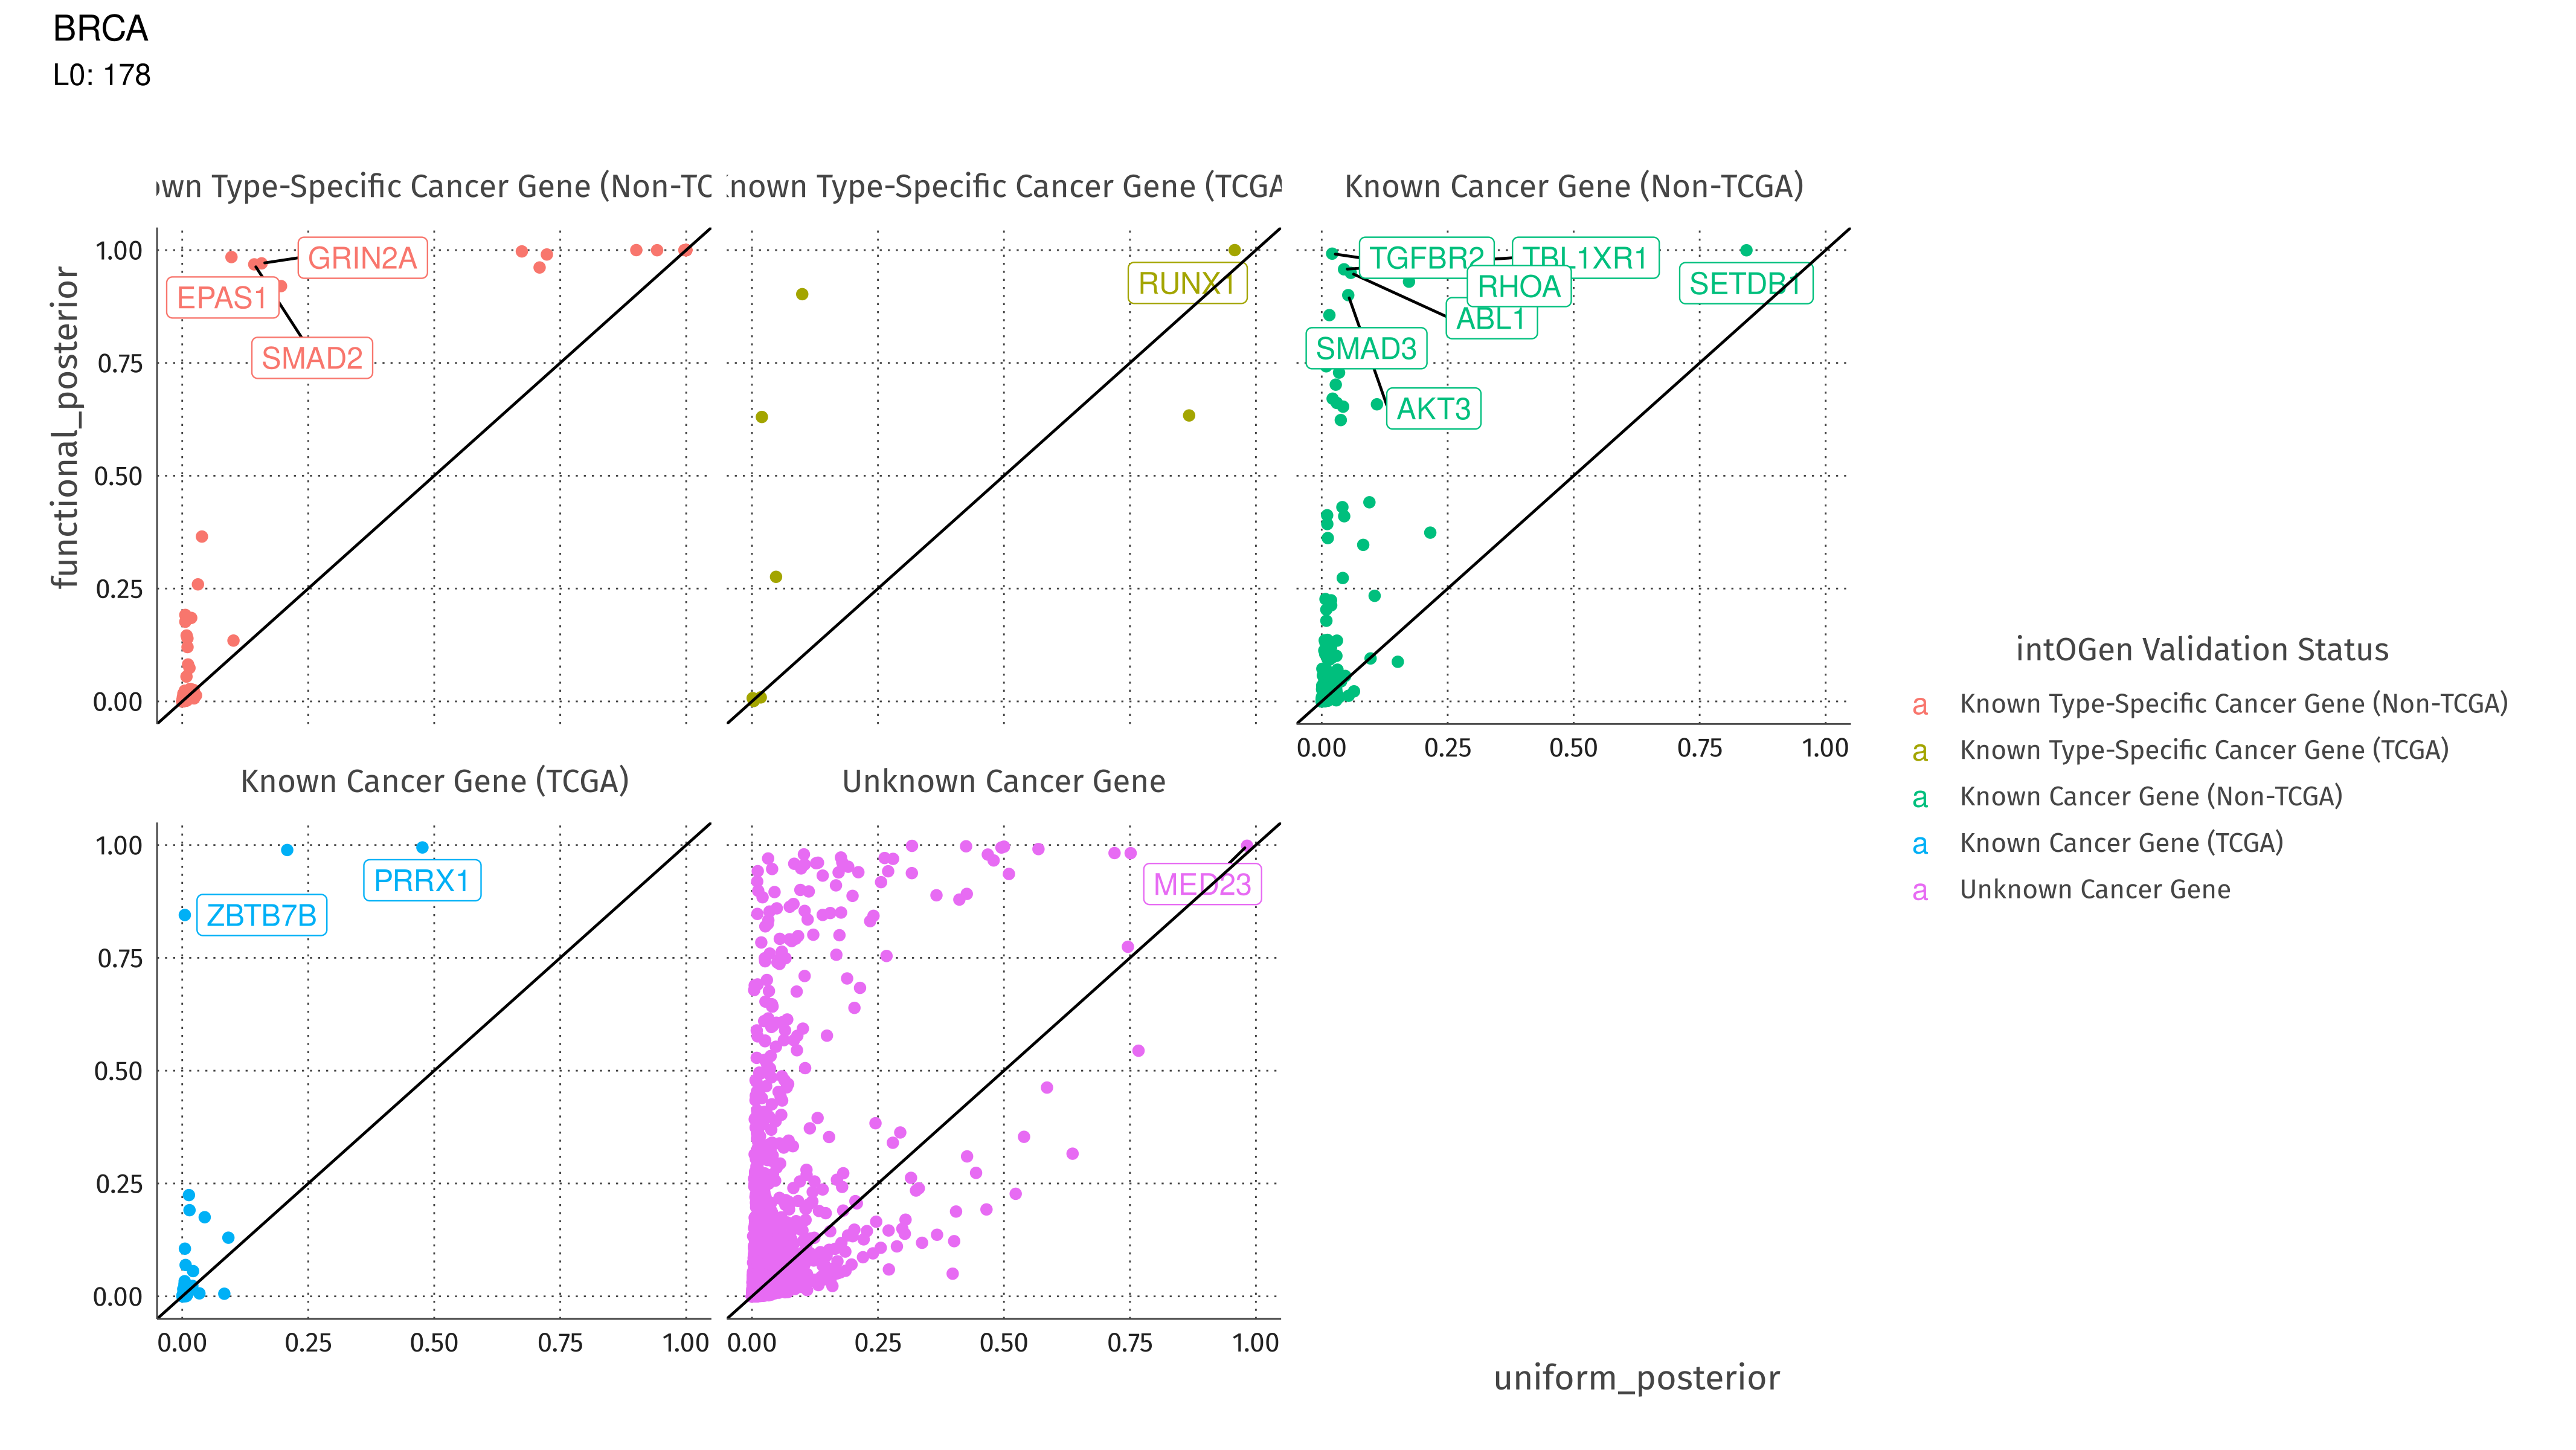 BRCA
L0: 178
own Type-Specific Cancer Gene (Non-TC
nown Type-Specific Cancer Gene (TCGA
Known Cancer Gene (Non-TCGA)
functional_posterior
1.00
0.75
0.50
0.25
0.00
GRIN2A
EPAS1
SMAD2
RUNX1
TGFBR2
TBL1XR1
RHOA
ABL1
SETDB1
SMAD3
AKT3
0.00 0.25 0.50 0.75 1.00
Known Cancer Gene (TCGA)
Unknown Cancer Gene
1.00
0.75
0.50
0.25
0.00
PRRX1
ZBTB7B
MED23
0.00 0.25 0.50 0.75 1.00
0.00 0.25 0.50 0.75 1.00
uniform_posterior
intOGen Validation Status
a Known Type-Specific Cancer Gene (Non-TCGA)
a Known Type-Specific Cancer Gene (TCGA)
a Known Cancer Gene (Non-TCGA)
a Known Cancer Gene (TCGA)
a Unknown Cancer Gene